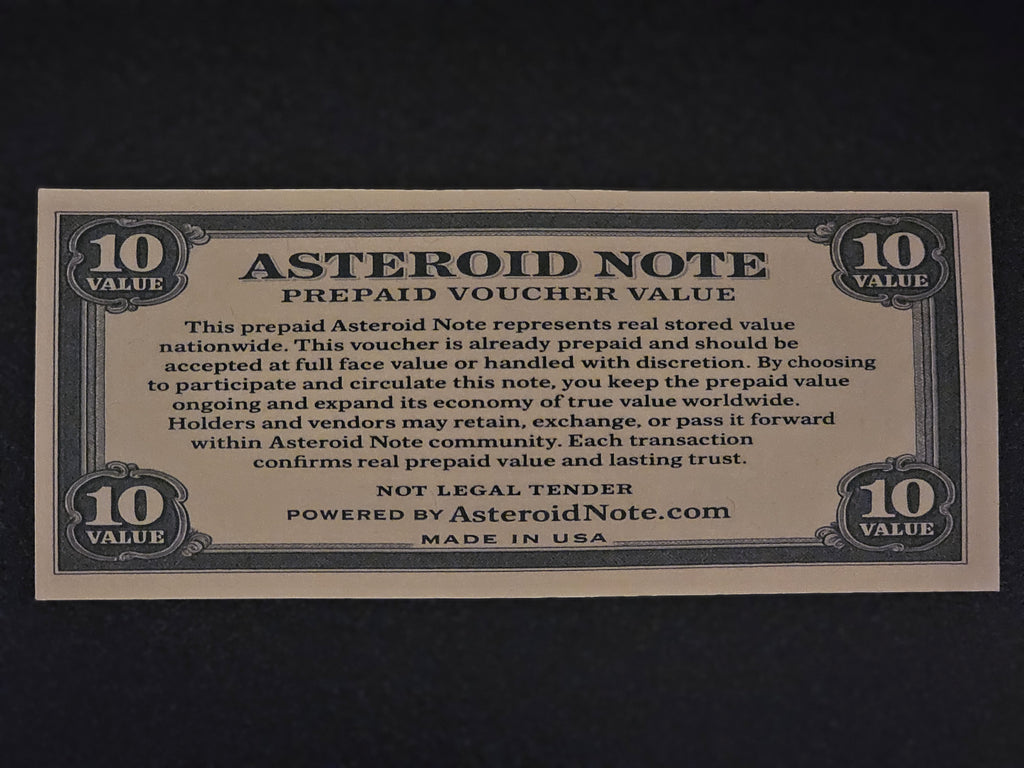 10 VALUE
10 VALUE
ASTEROID NOTE
PREPAID VOUCHER VALUE
This prepaid Asteroid Note represents real stored value
nationwide. This voucher is already prepaid and should be
accepted at full face value or handled with discretion. By choosing
to participate and circulate this note, you keep the prepaid value
ongoing and expand its economy of true value worldwide.
Holders and vendors may retain, exchange, or pass it forward
within Asteroid Note community. Each transaction
confirms real prepaid value and lasting trust.
NOT LEGAL TENDER
POWERED BY AsteroidNote.com
MADE IN USA
10 VALUE
10 VALUE